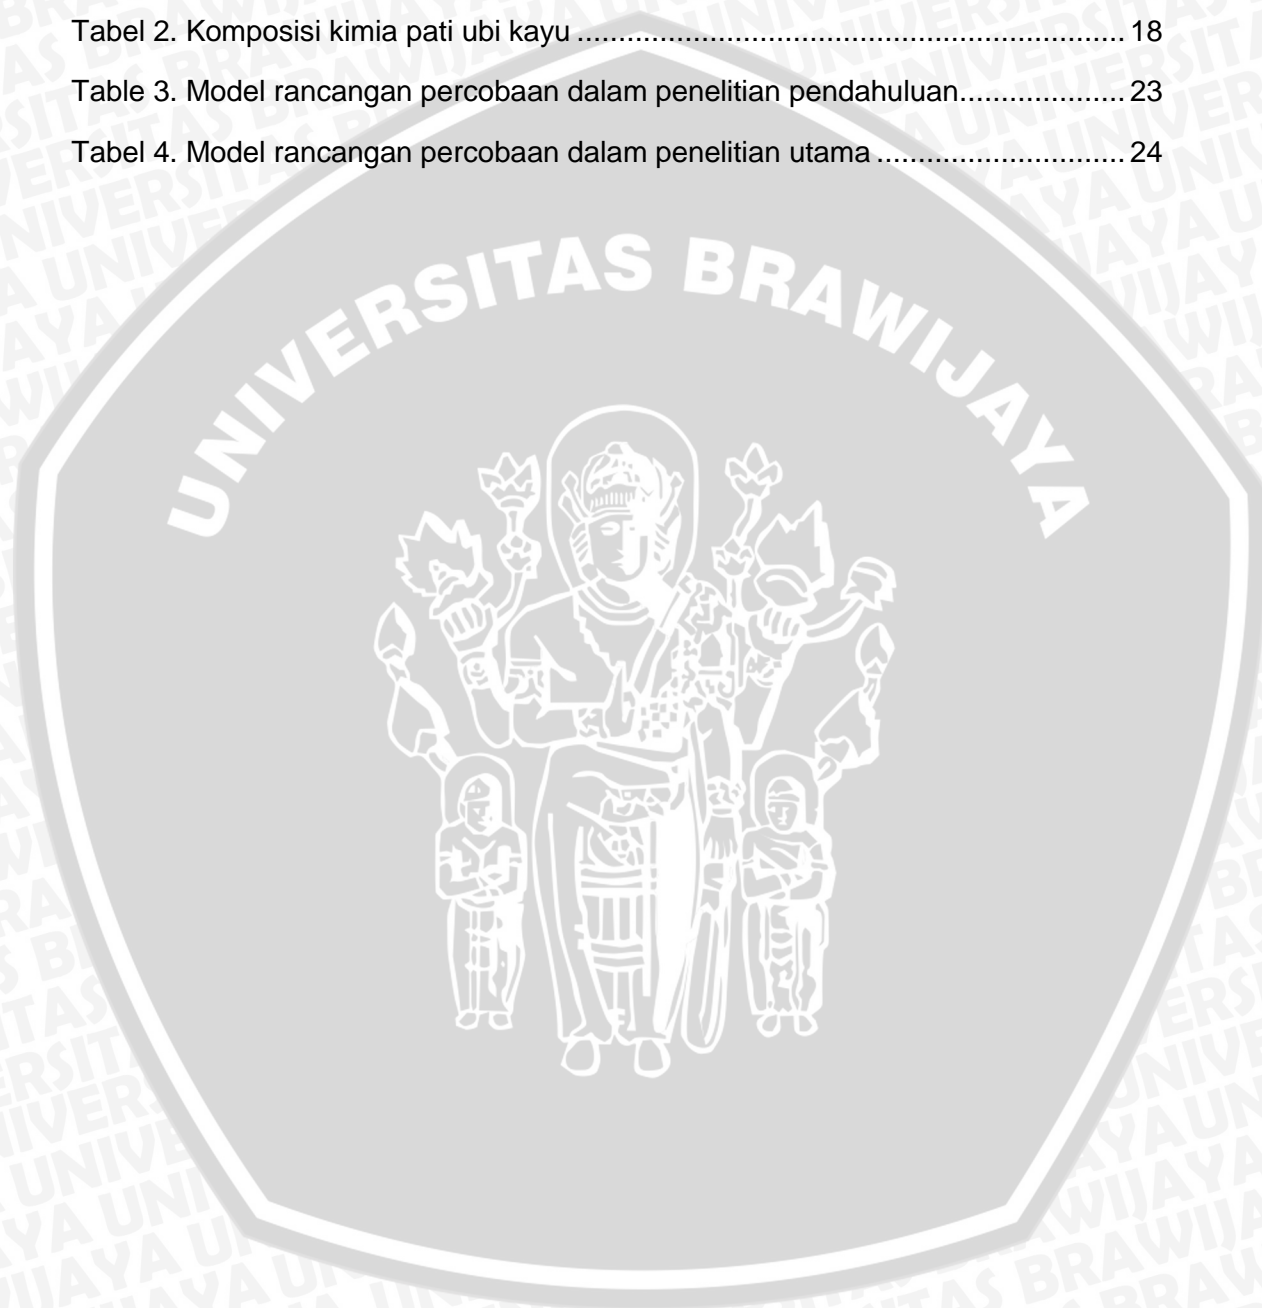 Tabel 2. Komposisi kimia pati ubi kayu ..................................................................... 18
Table 3. Model rancangan percobaan dalam penelitian pendahuluan..................... 23
Tabel 4. Model rancangan percobaan dalam penelitian utama ............................... 24
UNIVERSITAS BRAWIJAYA